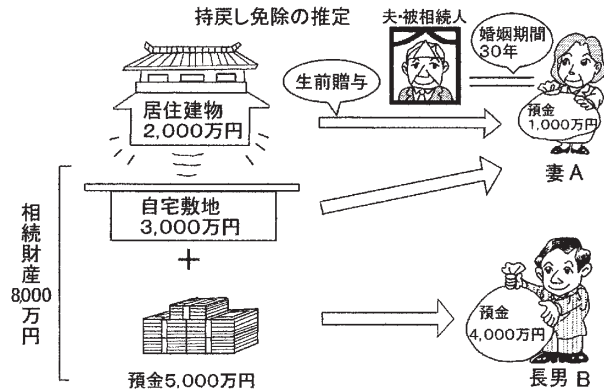 持戻し免除の推定
夫・被相続人
婚姻期間
30年
生前贈与
居住建物
2,000万円
預金
1,000万円
妻A
相続財産
8,000
万円
自宅敷地
3,000万円
+
預金5,000万円
預金
4,000万円
長男B